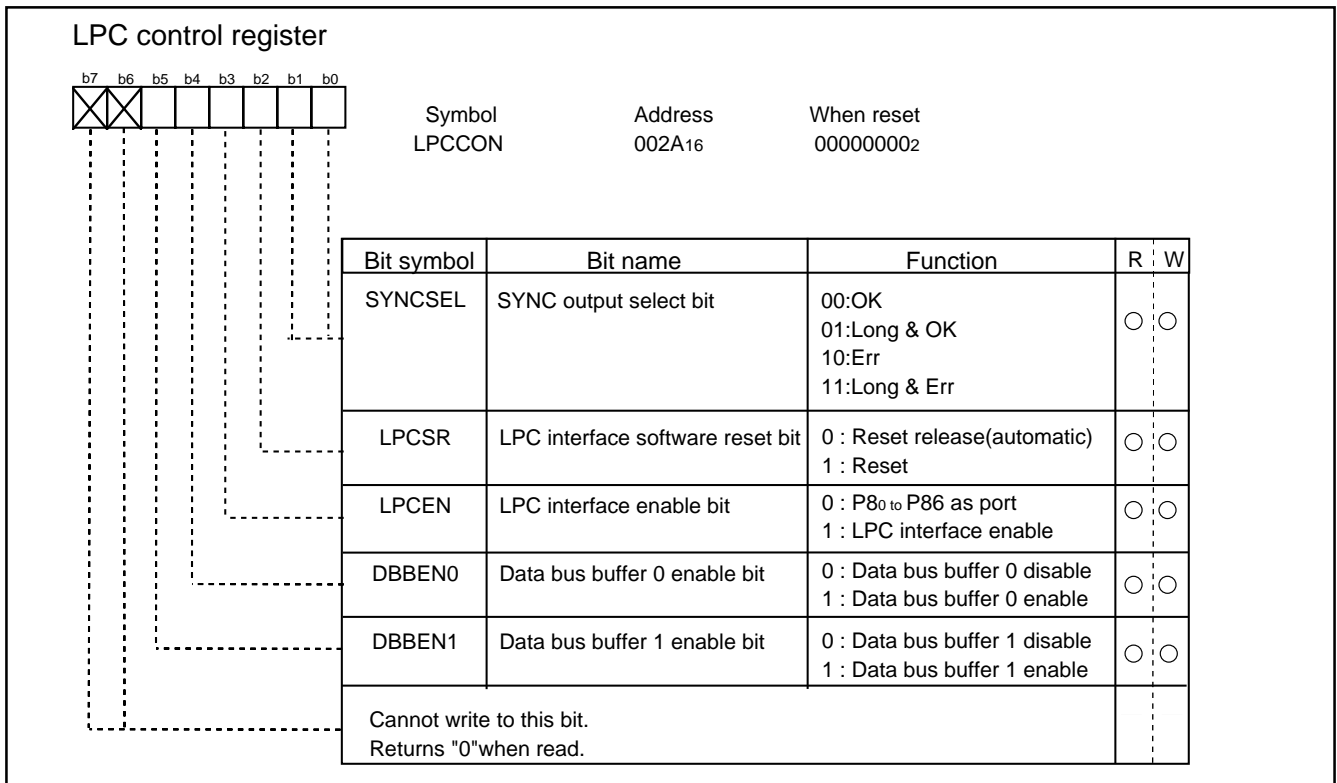 LPC control register
b7 b6 b5 b4 b3 b2 b1 b0
Symbol Address When reset
LPCCON 002A16 000000002
Bit symbol Bit name Function R W
SYNCSEL SYNC output select bit 00:OK
01:Long & OK
10:Err
11:Long & Err
LPCSR LPC interface software reset bit 0 : Reset release(automatic)
1 : Reset
LPCEN LPC interface enable bit 0 : P80 to P86 as port
1 : LPC interface enable
DBBEN0 Data bus buffer 0 enable bit 0 : Data bus buffer 0 disable
1 : Data bus buffer 0 enable
DBBEN1 Data bus buffer 1 enable bit 0 : Data bus buffer 1 disable
1 : Data bus buffer 1 enable
Cannot write to this bit.
Returns "0"when read.